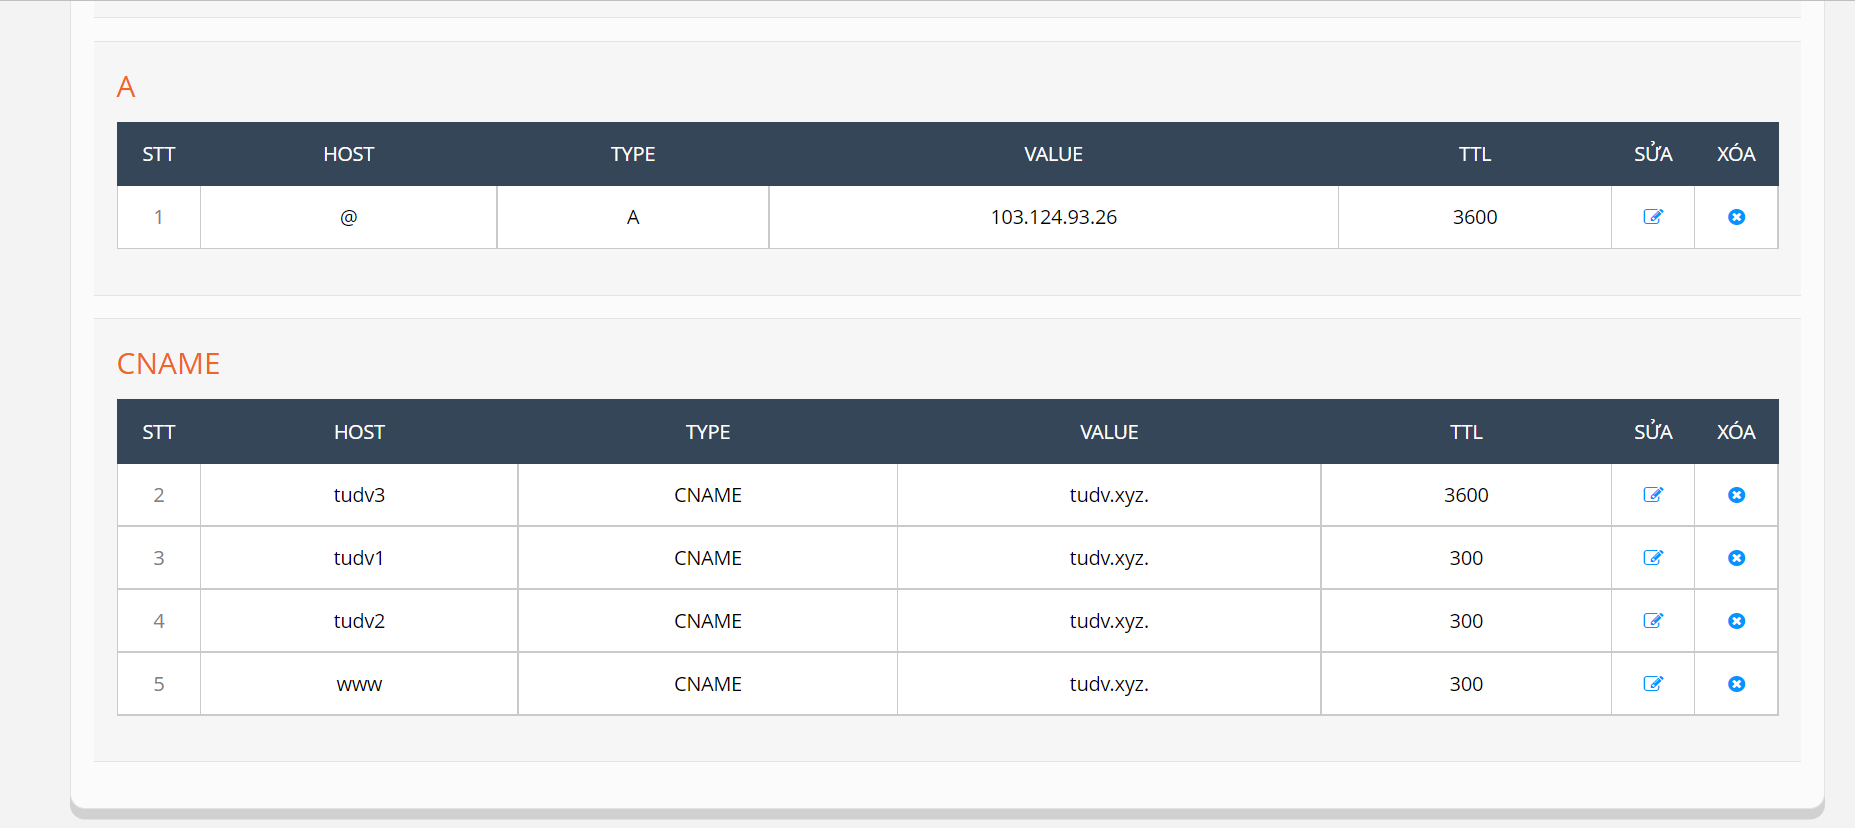 A
STT HOST TYPE VALUE TTL SỬA XÓA
1 @ A 103.124.93.26 3600
CNAME
STT HOST TYPE VALUE TTL SỬA XÓA
2 tudv3 CNAME tudv.xyz. 3600
3 tudv1 CNAME tudv.xyz. 300
4 tudv2 CNAME tudv.xyz. 300
5 www CNAME tudv.xyz. 300